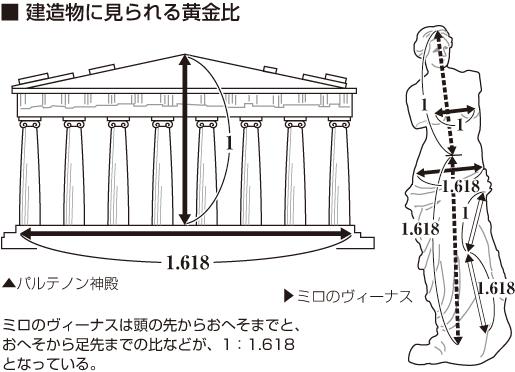 ■ 建造物に見られる黄金比
1
1.618
▲パルテノン神殿
1
1
1.618
1.618
1
1.618
▶ミロのヴィーナス
ミロのヴィーナスは頭の先からおへそまでと、
おへそから足先までの比などが、1：1.618
となっている。